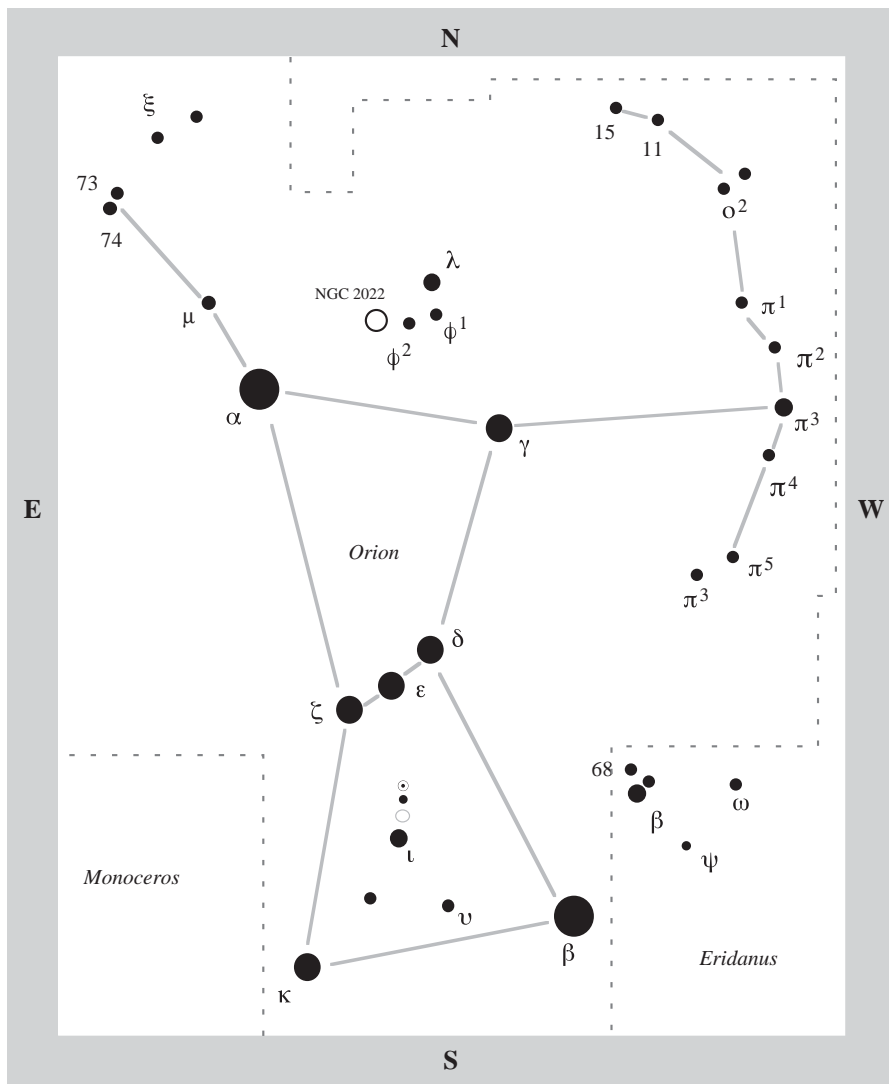 N
ξ
15
11
73
ο²
74
λ
NGC 2022
μ
π¹
ϕ¹
ϕ²
π²
α
π³
γ
π⁴
E
W
Orion
π⁵
π³
δ
ε
ζ
68
ω
β
ι
ψ
Monoceros
υ
β
Eridanus
κ
S